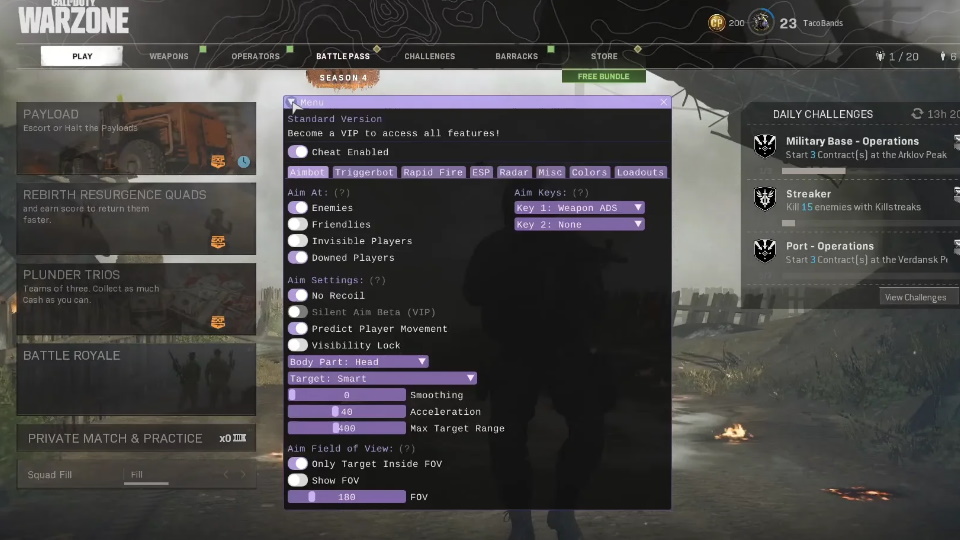 CALL OF DUTY
WARZONE
200
23 TacoBands
PLAY WEAPONS OPERATORS BATTLE PASS CHALLENGES BARRACKS STORE
1 / 20
6
SEASON 4
FREE BUNDLE
PAYLOAD
Escort or Halt the Payloads
REBIRTH RESURGENCE QUADS
and earn score to return them
faster.
PLUNDER TRIOS
Teams of three. Collect as much
Cash as you can.
BATTLE ROYALE
PRIVATE MATCH & PRACTICE x0
Squad Fill Fill
Menu
Standard Version
Become a VIP to access all features!
Cheat Enabled
Aimbot Triggerbot Rapid Fire ESP Radar Misc Colors Loadouts
Aim At: (?)
Enemies
Friendlies
Invisible Players
Downed Players
Aim Keys: (?)
Key 1: Weapon ADS
Key 2: None
Aim Settings: (?)
No Recoil
Silent Aim Beta (VIP)
Predict Player Movement
Visibility Lock
Body Part: Head
Target: Smart
0 Smoothing
40 Acceleration
400 Max Target Range
Aim Field of View: (?)
Only Target Inside FOV
Show FOV
180 FOV
DAILY CHALLENGES 13h 20
Military Base - Operations
Start 3 Contract(s) at the Arklov Peak
Streaker
Kill 15 enemies with Killstreaks
Port - Operations
Start 3 Contract(s) at the Verdansk
View Challenges